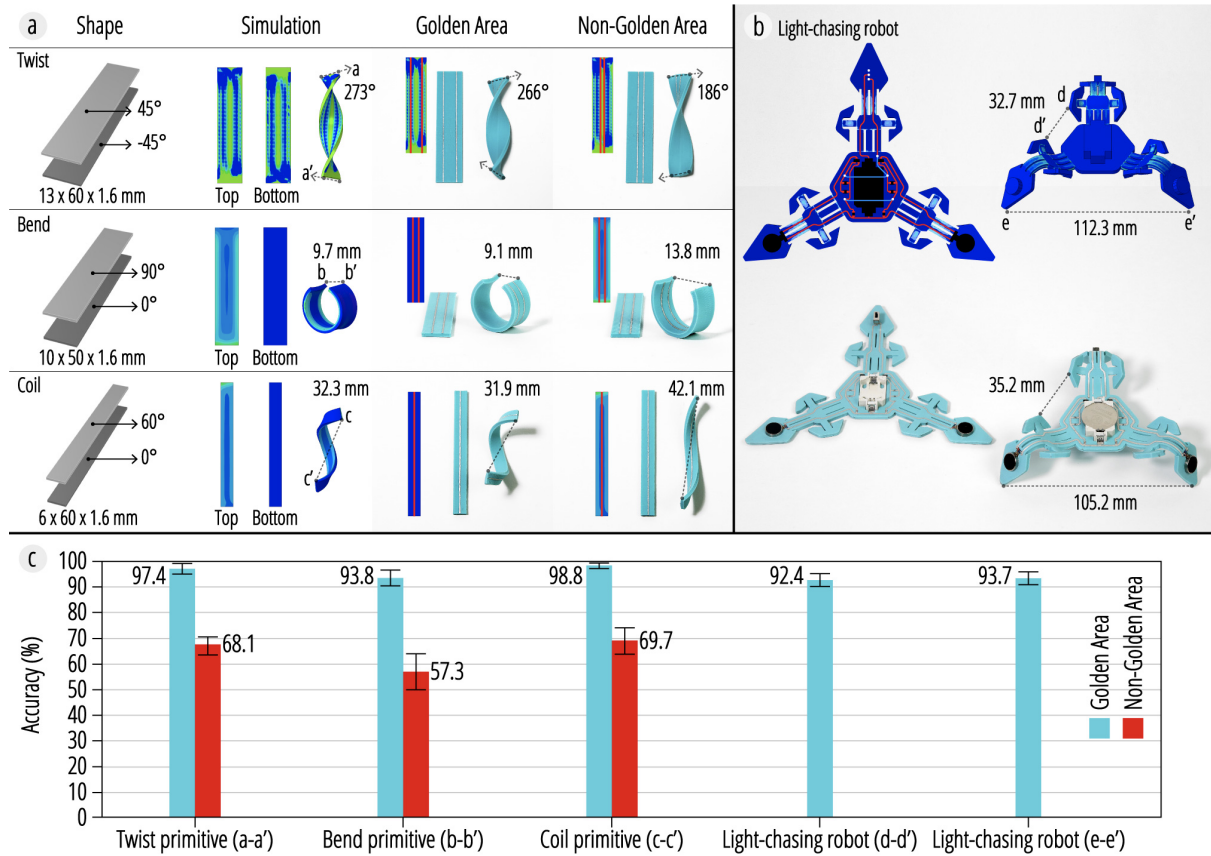 a
Shape
Simulation
Golden Area
Non-Golden Area
Twist
45°
-45°
13 x 60 x 1.6 mm
Top
Bottom
a
273°
a'
266°
186°
Bend
90°
0°
10 x 50 x 1.6 mm
Top
Bottom
9.7 mm
b
b'
9.1 mm
13.8 mm
Coil
60°
0°
6 x 60 x 1.6 mm
Top
Bottom
32.3 mm
c
c'
31.9 mm
42.1 mm
b
Light-chasing robot
32.7 mm
d
d'
e
e'
112.3 mm
35.2 mm
105.2 mm
c
Accuracy (%)
100
90
80
70
60
50
40
30
20
10
0
97.4
68.1
93.8
57.3
98.8
69.7
92.4
93.7
Twist primitive (a-a’)
Bend primitive (b-b’)
Coil primitive (c-c’)
Light-chasing robot (d-d’)
Light-chasing robot (e-e’)
Golden Area
Non-Golden Area